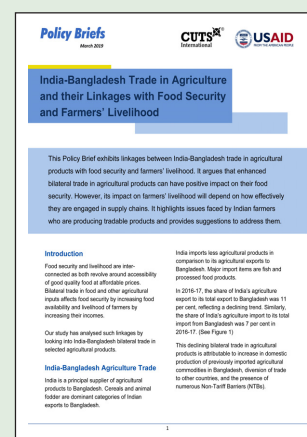 Policy Briefs
March 2019
CUTS
International
USAID
FROM THE AMERICAN PEOPLE
India-Bangladesh Trade in Agriculture
and their Linkages with Food Security
and Farmers' Livelihood
This Policy Brief exhibits linkages between India-Bangladesh trade in agricultural
products with food security and farmers' livelihood. It argues that enhanced
bilateral trade in agricultural products can have positive impact on their food
security. However, its impact on farmers' livelihood will depend on how effectively
they are engaged in supply chains. It highlights issues faced by Indian farmers
who are producing tradable products and provides suggestions to address them.
Introduction
Food security and livelihood are inter-
connected as both revolve around accessibility
of good quality food at affordable prices.
Bilateral trade in food and other agricultural
inputs affects food security by increasing food
availability and livelihood of farmers by
increasing their incomes.
Our study has analysed such linkages by
looking into India-Bangladesh bilateral trade in
selected agricultural products.
India-Bangladesh Agriculture Trade
India is a principal supplier of agricultural
products to Bangladesh. Cereals and animal
fodder are dominant categories of Indian
exports to Bangladesh.
India imports less agricultural products in
comparison to its agricultural exports to
Bangladesh. Major import items are fish and
processed food products.
In 2016-17, the share of India's agriculture
export to its total export to Bangladesh was 11
per cent, reflecting a declining trend. Similarly,
the share of India's agriculture import to its total
import from Bangladesh was 7 per cent in
2016-17. (See Figure 1)
This declining bilateral trade in agricultural
products is attributable to increase in domestic
production of previously imported agricultural
commodities in Bangladesh, diversion of trade
to other countries, and the presence of
numerous Non-Tariff Barriers (NTBs).
1